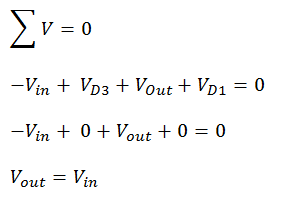 ∑ V = 0
−V_in + V_D3 + V_Out + V_D1 = 0
−V_in + 0 + V_out + 0 = 0
V_out = V_in